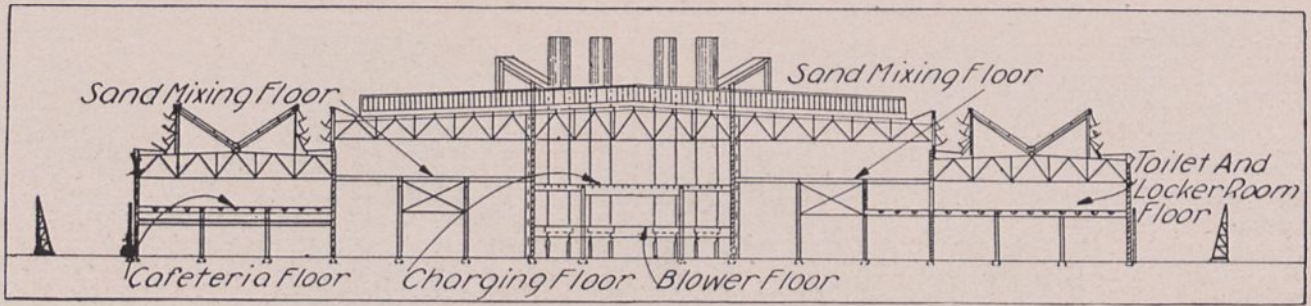 Sand Mixing Floor
Sand Mixing Floor
Toilet And
Locker Room
Floor
Cafeteria Floor
Charging Floor
Blower Floor